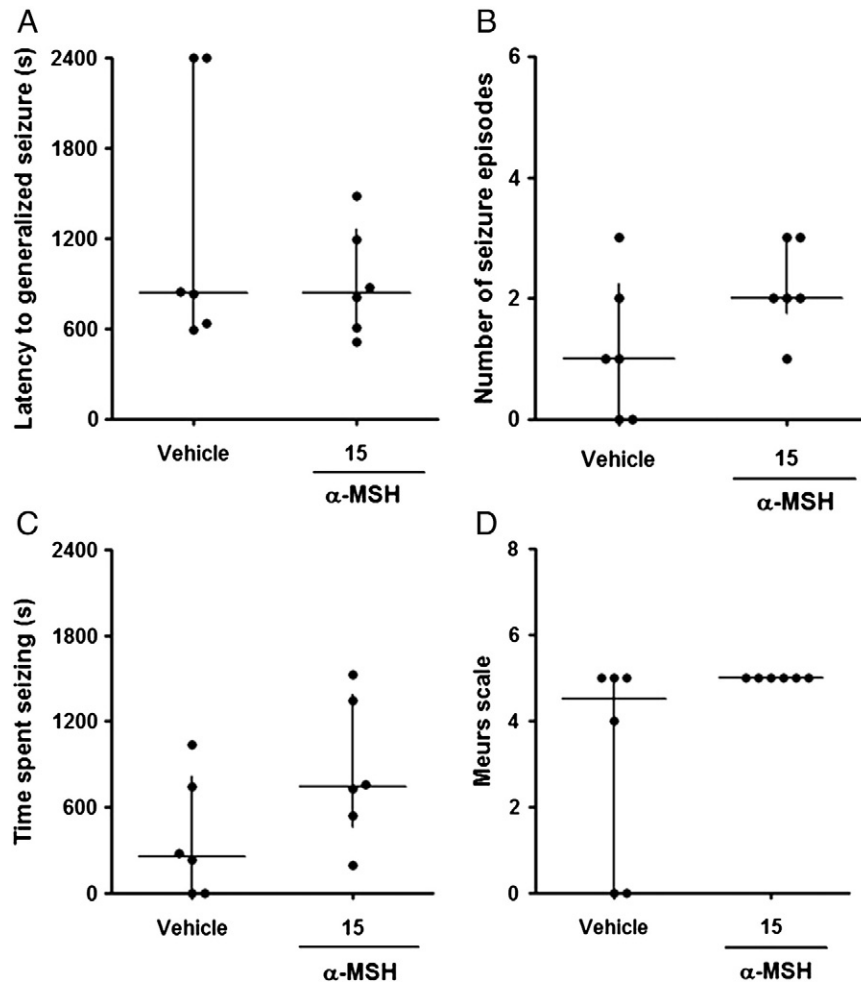 A
Latency to generalized seizure (s)
2400
1800
1200
600
0
Vehicle
15
α-MSH
B
Number of seizure episodes
6
4
2
0
Vehicle
15
α-MSH
C
Time spent seizing (s)
2400
1800
1200
600
0
Vehicle
15
α-MSH
D
Meurs scale
8
6
4
2
0
Vehicle
15
α-MSH